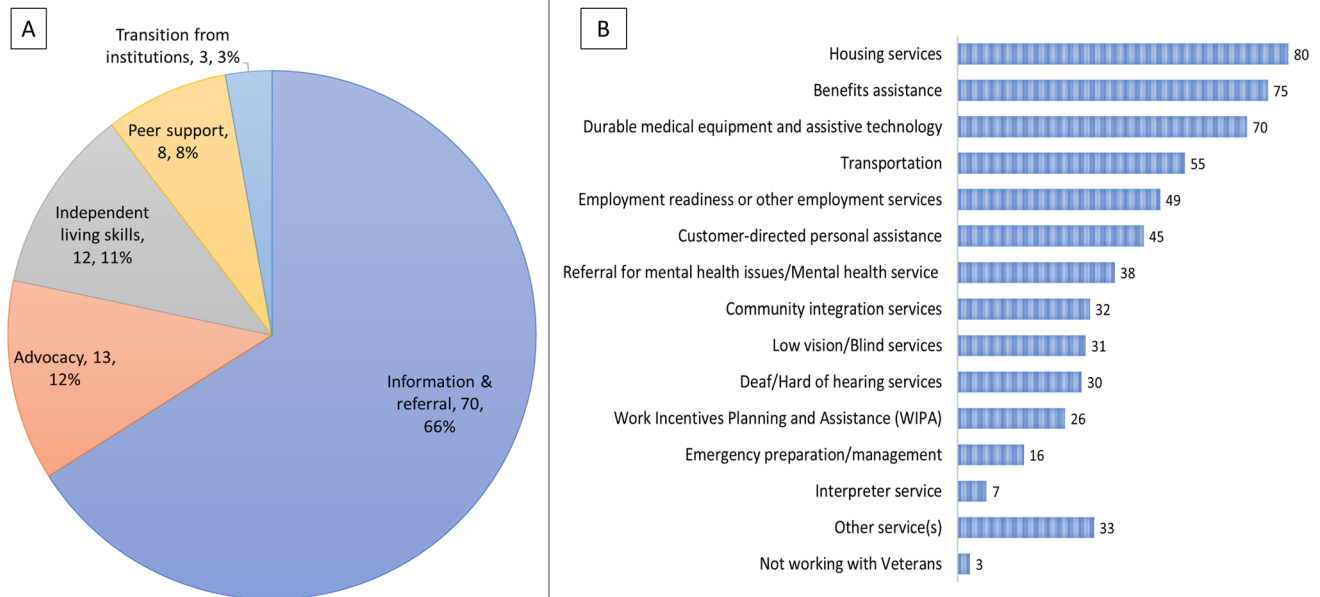 A
Transition from
institutions, 3, 3%
Peer support,
8, 8%
Independent
living skills,
12, 11%
Advocacy, 13,
12%
Information &
referral, 70,
66%
B
Housing services 80
Benefits assistance 75
Durable medical equipment and assistive technology 70
Transportation 55
Employment readiness or other employment services 49
Customer-directed personal assistance 45
Referral for mental health issues/Mental health service 38
Community integration services 32
Low vision/Blind services 31
Deaf/Hard of hearing services 30
Work Incentives Planning and Assistance (WIPA) 26
Emergency preparation/management 16
Interpreter service 7
Other service(s) 33
Not working with Veterans 3